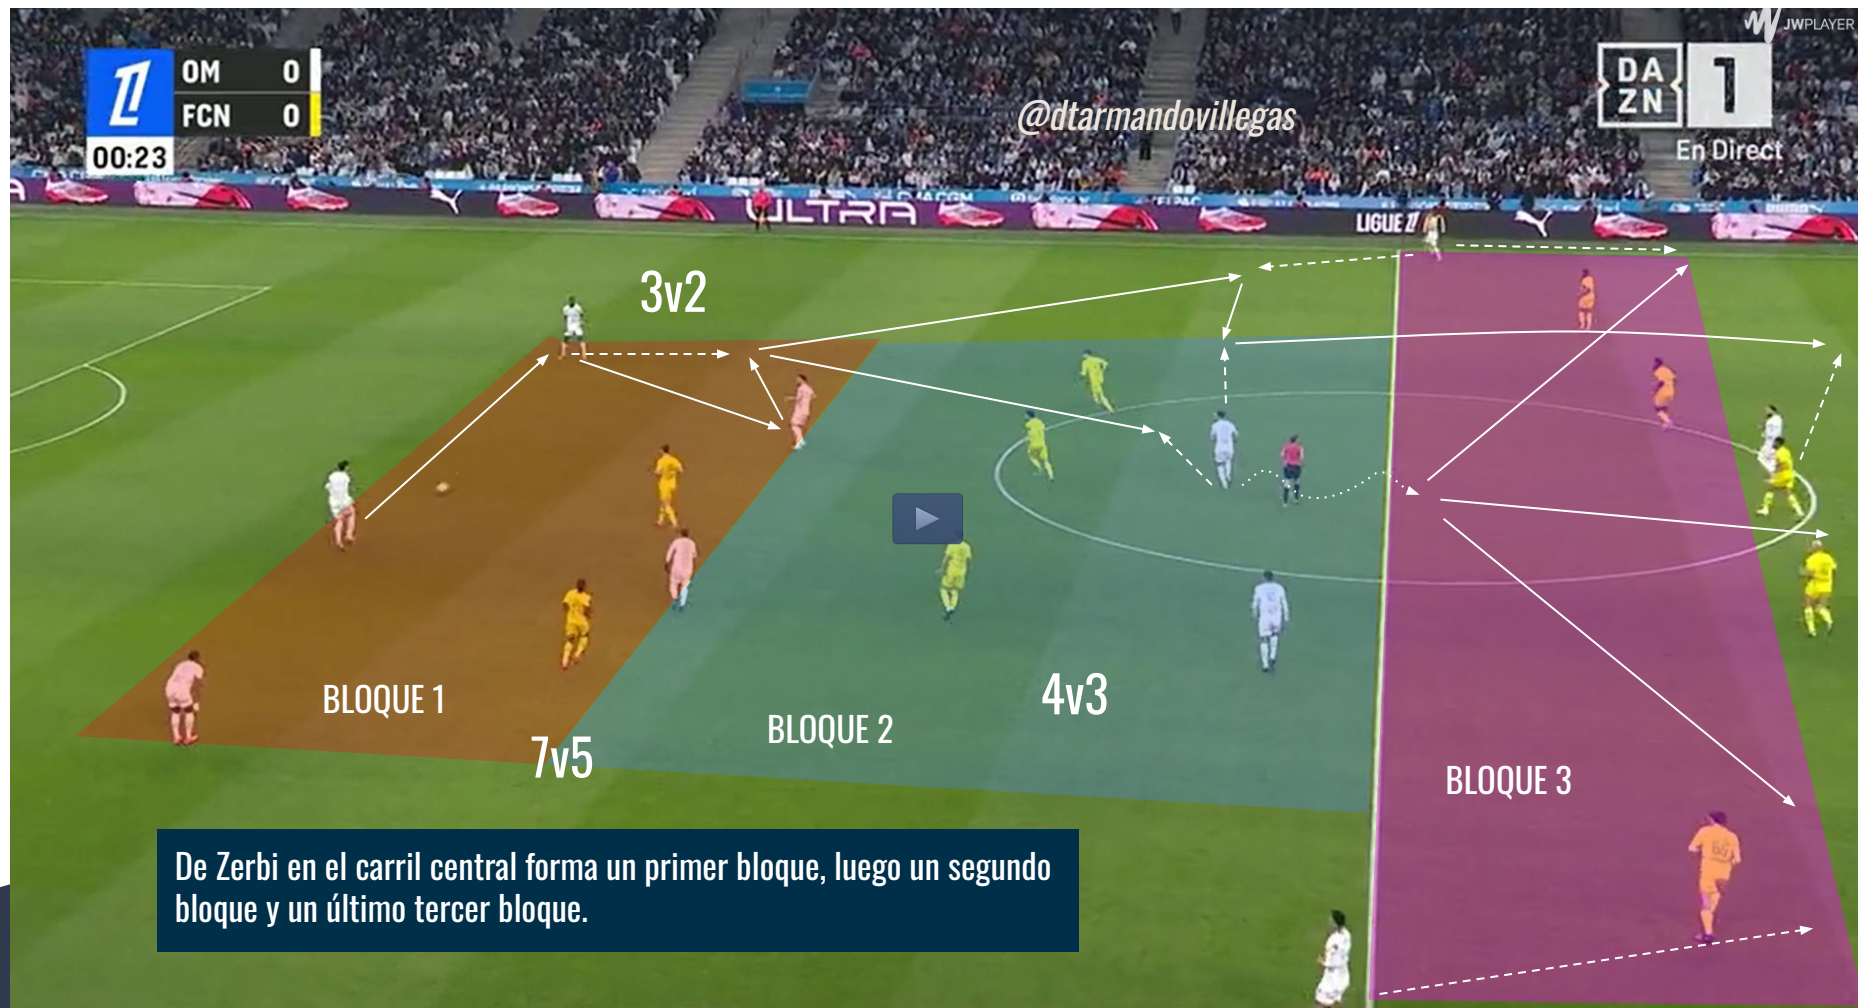 JWPLAYER
OM 0
FCN 0
00:23
DAZN 1
En Direct
@dtarmandovillegas
ULTRA
LIGUE 1
3v2
BLOQUE 1
7v5
BLOQUE 2
4v3
BLOQUE 3
De Zerbi en el carril central forma un primer bloque, luego un segundo
bloque y un último tercer bloque.